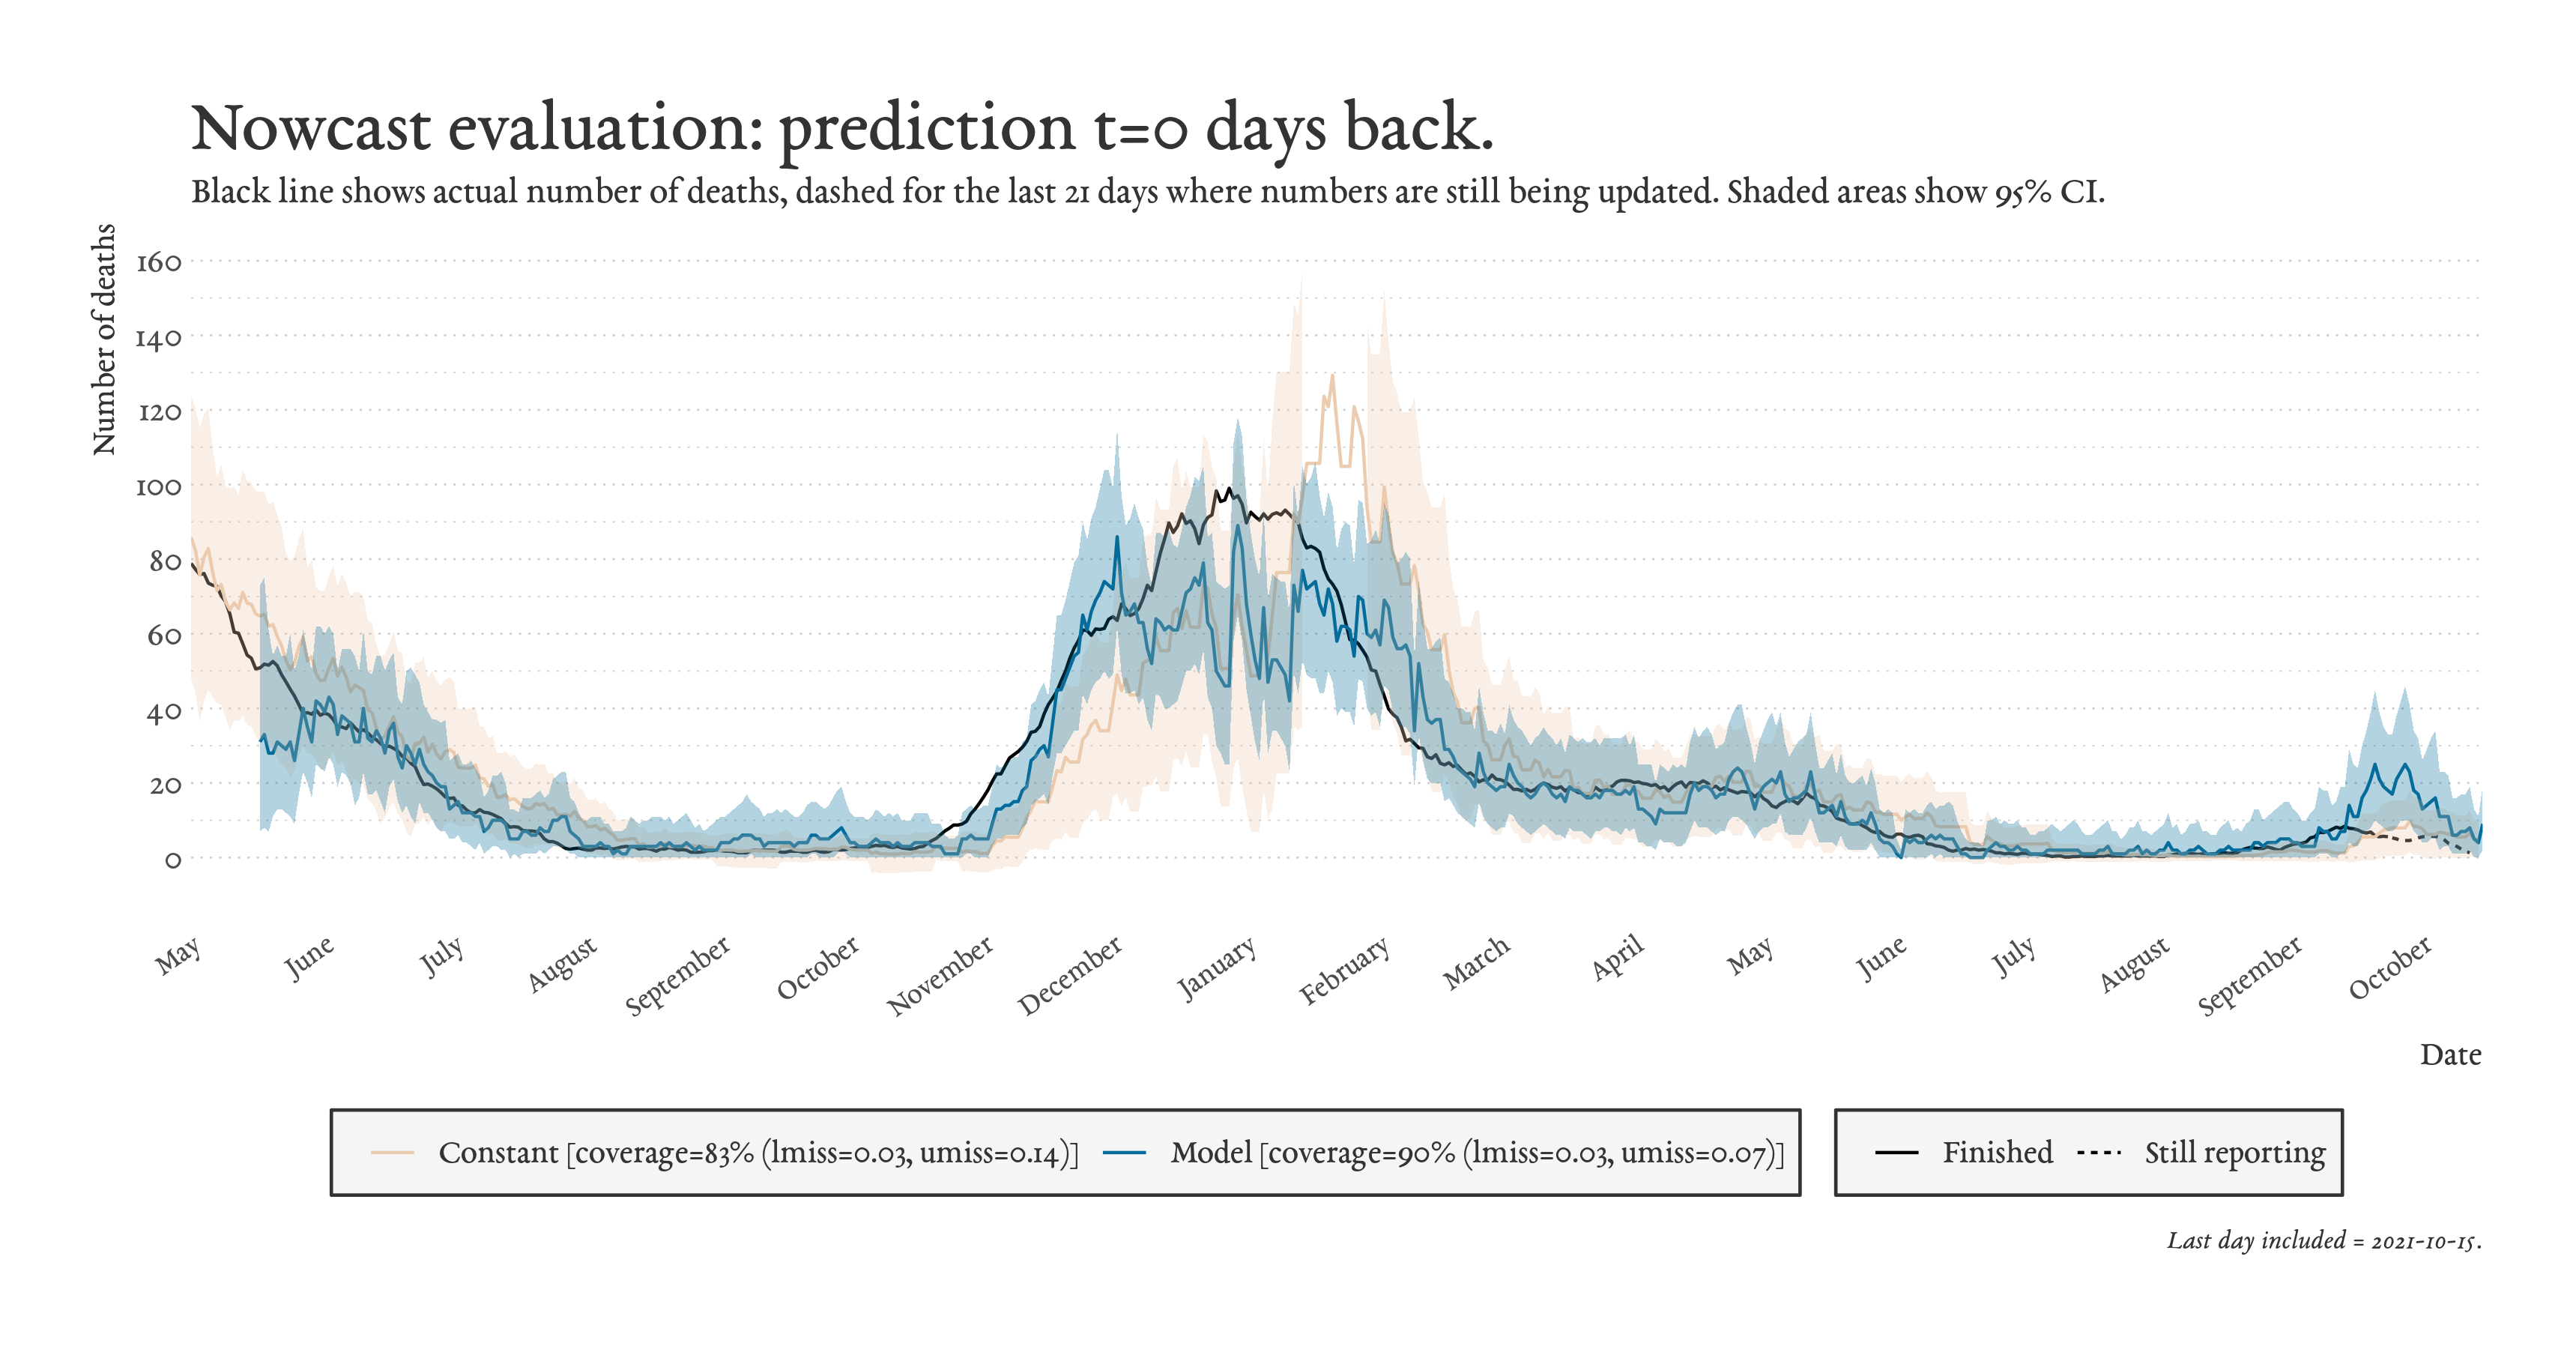 Nowcast evaluation: prediction t=0 days back.
Black line shows actual number of deaths, dashed for the last 21 days where numbers are still being updated. Shaded areas show 95% CI.
Number of deaths
160
140
120
100
80
60
40
20
0
May June July August September October November December January February March April May June July August September October
Date
Constant [coverage=83% (lmiss=0.03, umiss=0.14)] Model [coverage=90% (lmiss=0.03, umiss=0.07)] Finished Still reporting
Last day included = 2021-10-15.